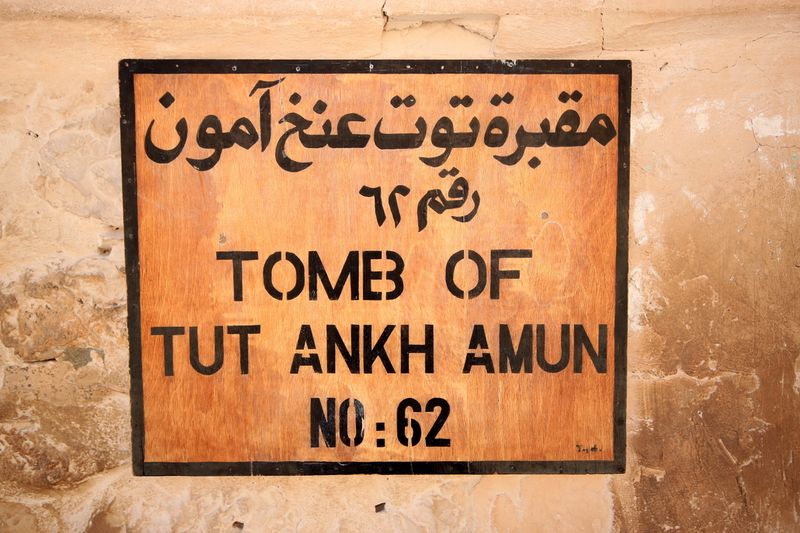 مقبرة توت عنخ آمون
رقم ٦٢
TOMB OF
TUT ANKH AMUN
NO: 62